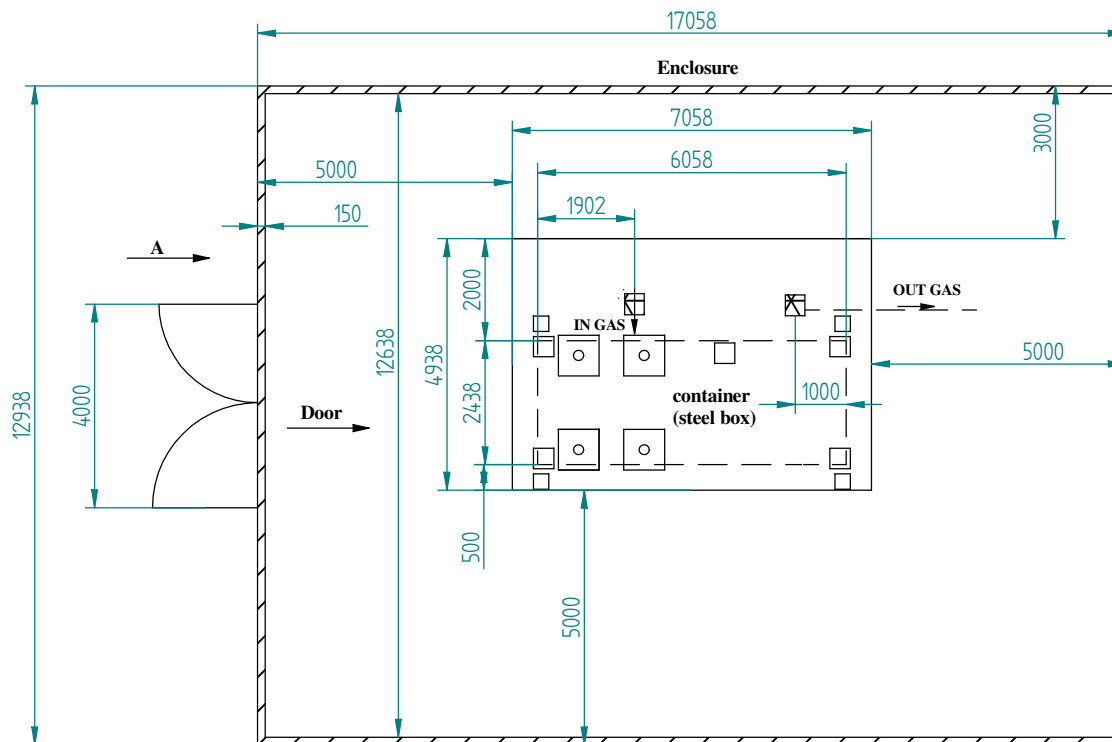 17058
Enclosure
7058
3000
6058
5000
1902
150
A
2000
OUT GAS
IN GAS
12638
4938
5000
4000
12938
2438
container
(steel box)
1000
Door
500
5000